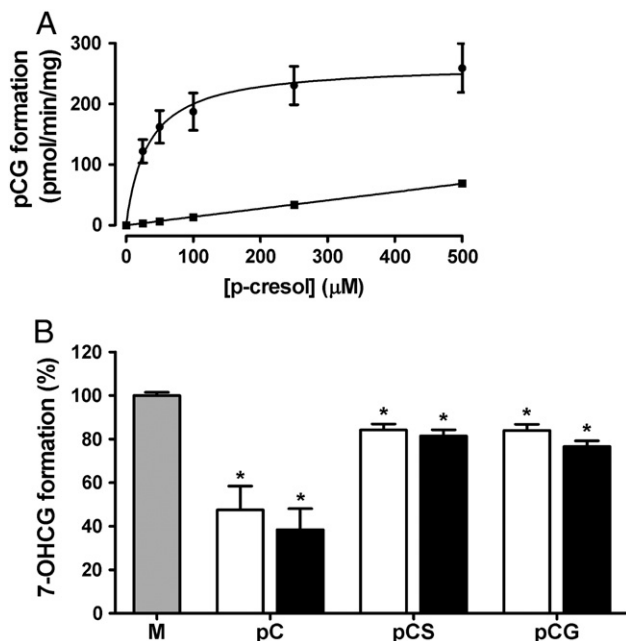 A
pCG formation
(pmol/min/mg)
300
200
100
0
0 100 200 300 400 500
[p-cresol] (μM)
B
7-OHCG formation (%)
120
100
80
60
40
20
0
* * * * * *
M pC pCS pCG